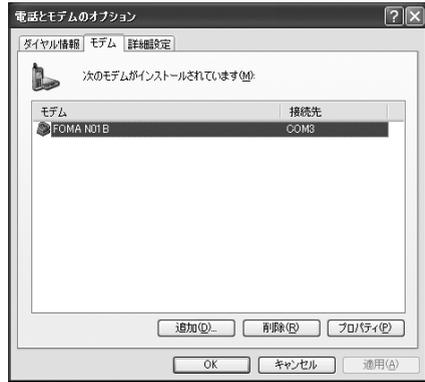 電話とモデムのオプション
ダイヤル情報 モデム 詳細設定
次のモデムがインストールされています(M):
モデム 接続先
FOMA N01B COM3
追加(D)... 削除(R) プロパティ(P)
OK キャンセル 適用(A)